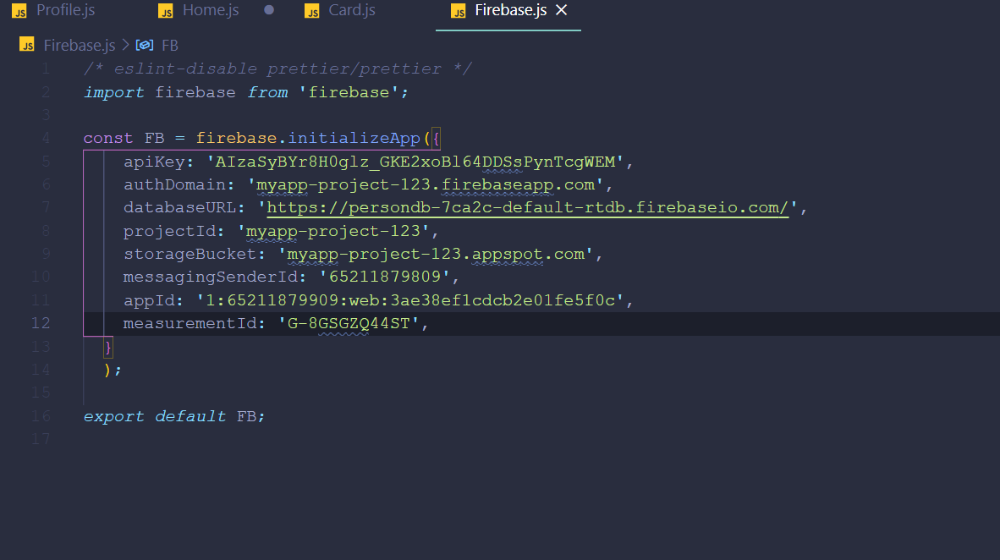 JS Profile.js JS Home.js JS Card.js JS Firebase.js
JS Firebase.js > FB
1 /* eslint-disable prettier/prettier */
2 import firebase from 'firebase';
3
4 const FB = firebase.initializeApp({
5 apiKey: 'AIzaSyBYr8H0glz_GKE2xoBl64DDSsPynTcgWEM',
6 authDomain: 'myapp-project-123.firebaseapp.com',
7 databaseURL: 'https://persondb-7ca2c-default-rtdb.firebaseio.com/',
8 projectId: 'myapp-project-123',
9 storageBucket: 'myapp-project-123.appspot.com',
10 messagingSenderId: '65211879809',
11 appId: '1:65211879909:web:3ae38ef1cdcb2e01fe5f0c',
12 measurementId: 'G-8GSGZQ44ST',
13 }
14 );
15
16 export default FB;
17